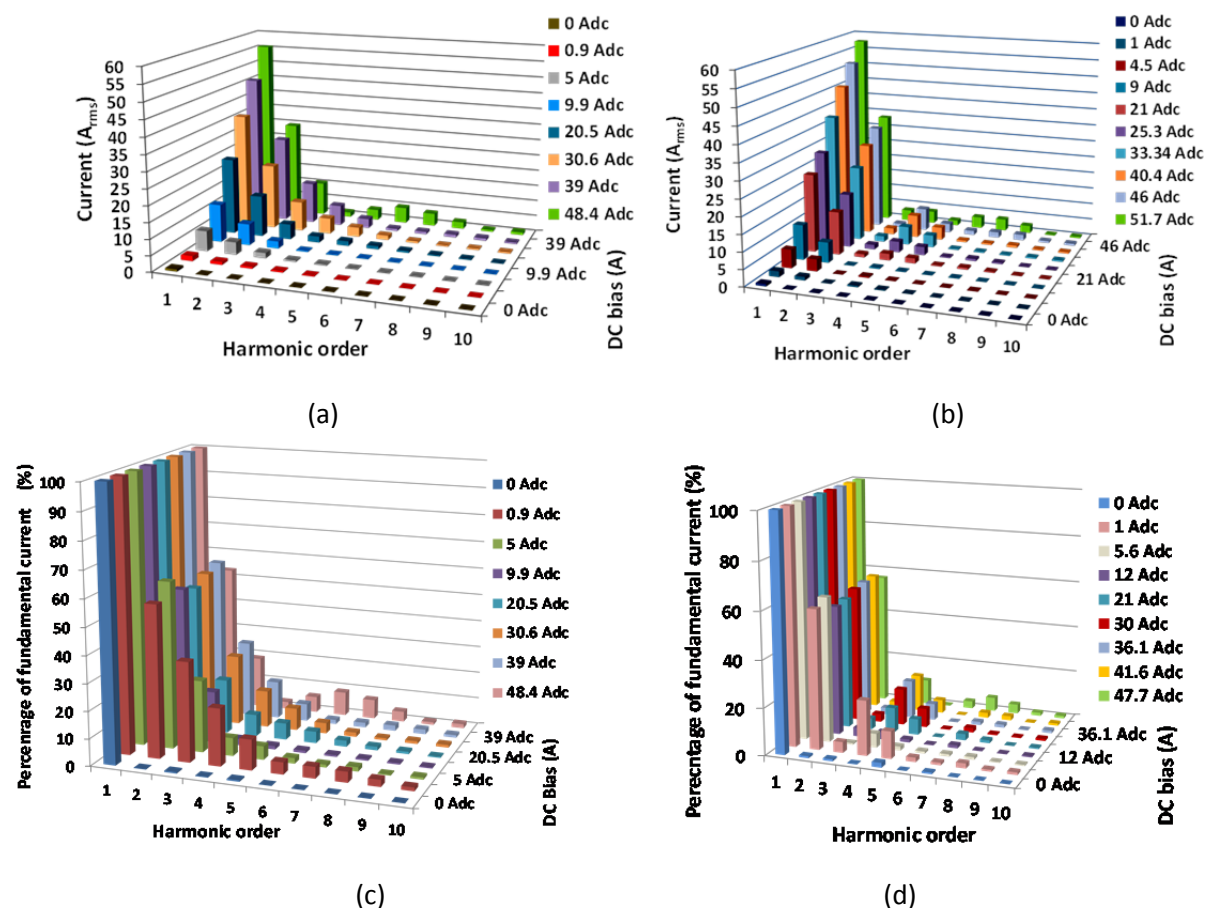 60
55
50
45
40
35
30
25
20
15
10
5
0
Current (Arms)
1 2 3 4 5 6 7 8 9 10
Harmonic order
0 Adc
9.9 Adc
39 Adc
DC bias (A)
0 Adc
0.9 Adc
5 Adc
9.9 Adc
20.5 Adc
30.6 Adc
39 Adc
48.4 Adc
(a)
60
55
50
45
40
35
30
25
20
15
10
5
0
Current (Arms)
1 2 3 4 5 6 7 8 9 10
Harmonic order
0 Adc
21 Adc
46 Adc
DC bias (A)
0 Adc
1 Adc
4.5 Adc
9 Adc
21 Adc
25.3 Adc
33.34 Adc
40.4 Adc
46 Adc
51.7 Adc
(b)
100
90
80
70
60
50
40
30
20
10
0
Percenrage of fundamental current (%)
1 2 3 4 5 6 7 8 9 10
Harmonic order
0 Adc
5 Adc
20.5 Adc
39 Adc
DC Bias (A)
0 Adc
0.9 Adc
5 Adc
9.9 Adc
20.5 Adc
30.6 Adc
39 Adc
48.4 Adc
(c)
100
80
60
40
20
0
Perecntage of fundamental current (%)
1 2 3 4 5 6 7 8 9 10
Harmonic order
0 Adc
12 Adc
36.1 Adc
DC bias (A)
0 Adc
1 Adc
5.6 Adc
12 Adc
21 Adc
30 Adc
36.1 Adc
41.6 Adc
47.7 Adc
(d)